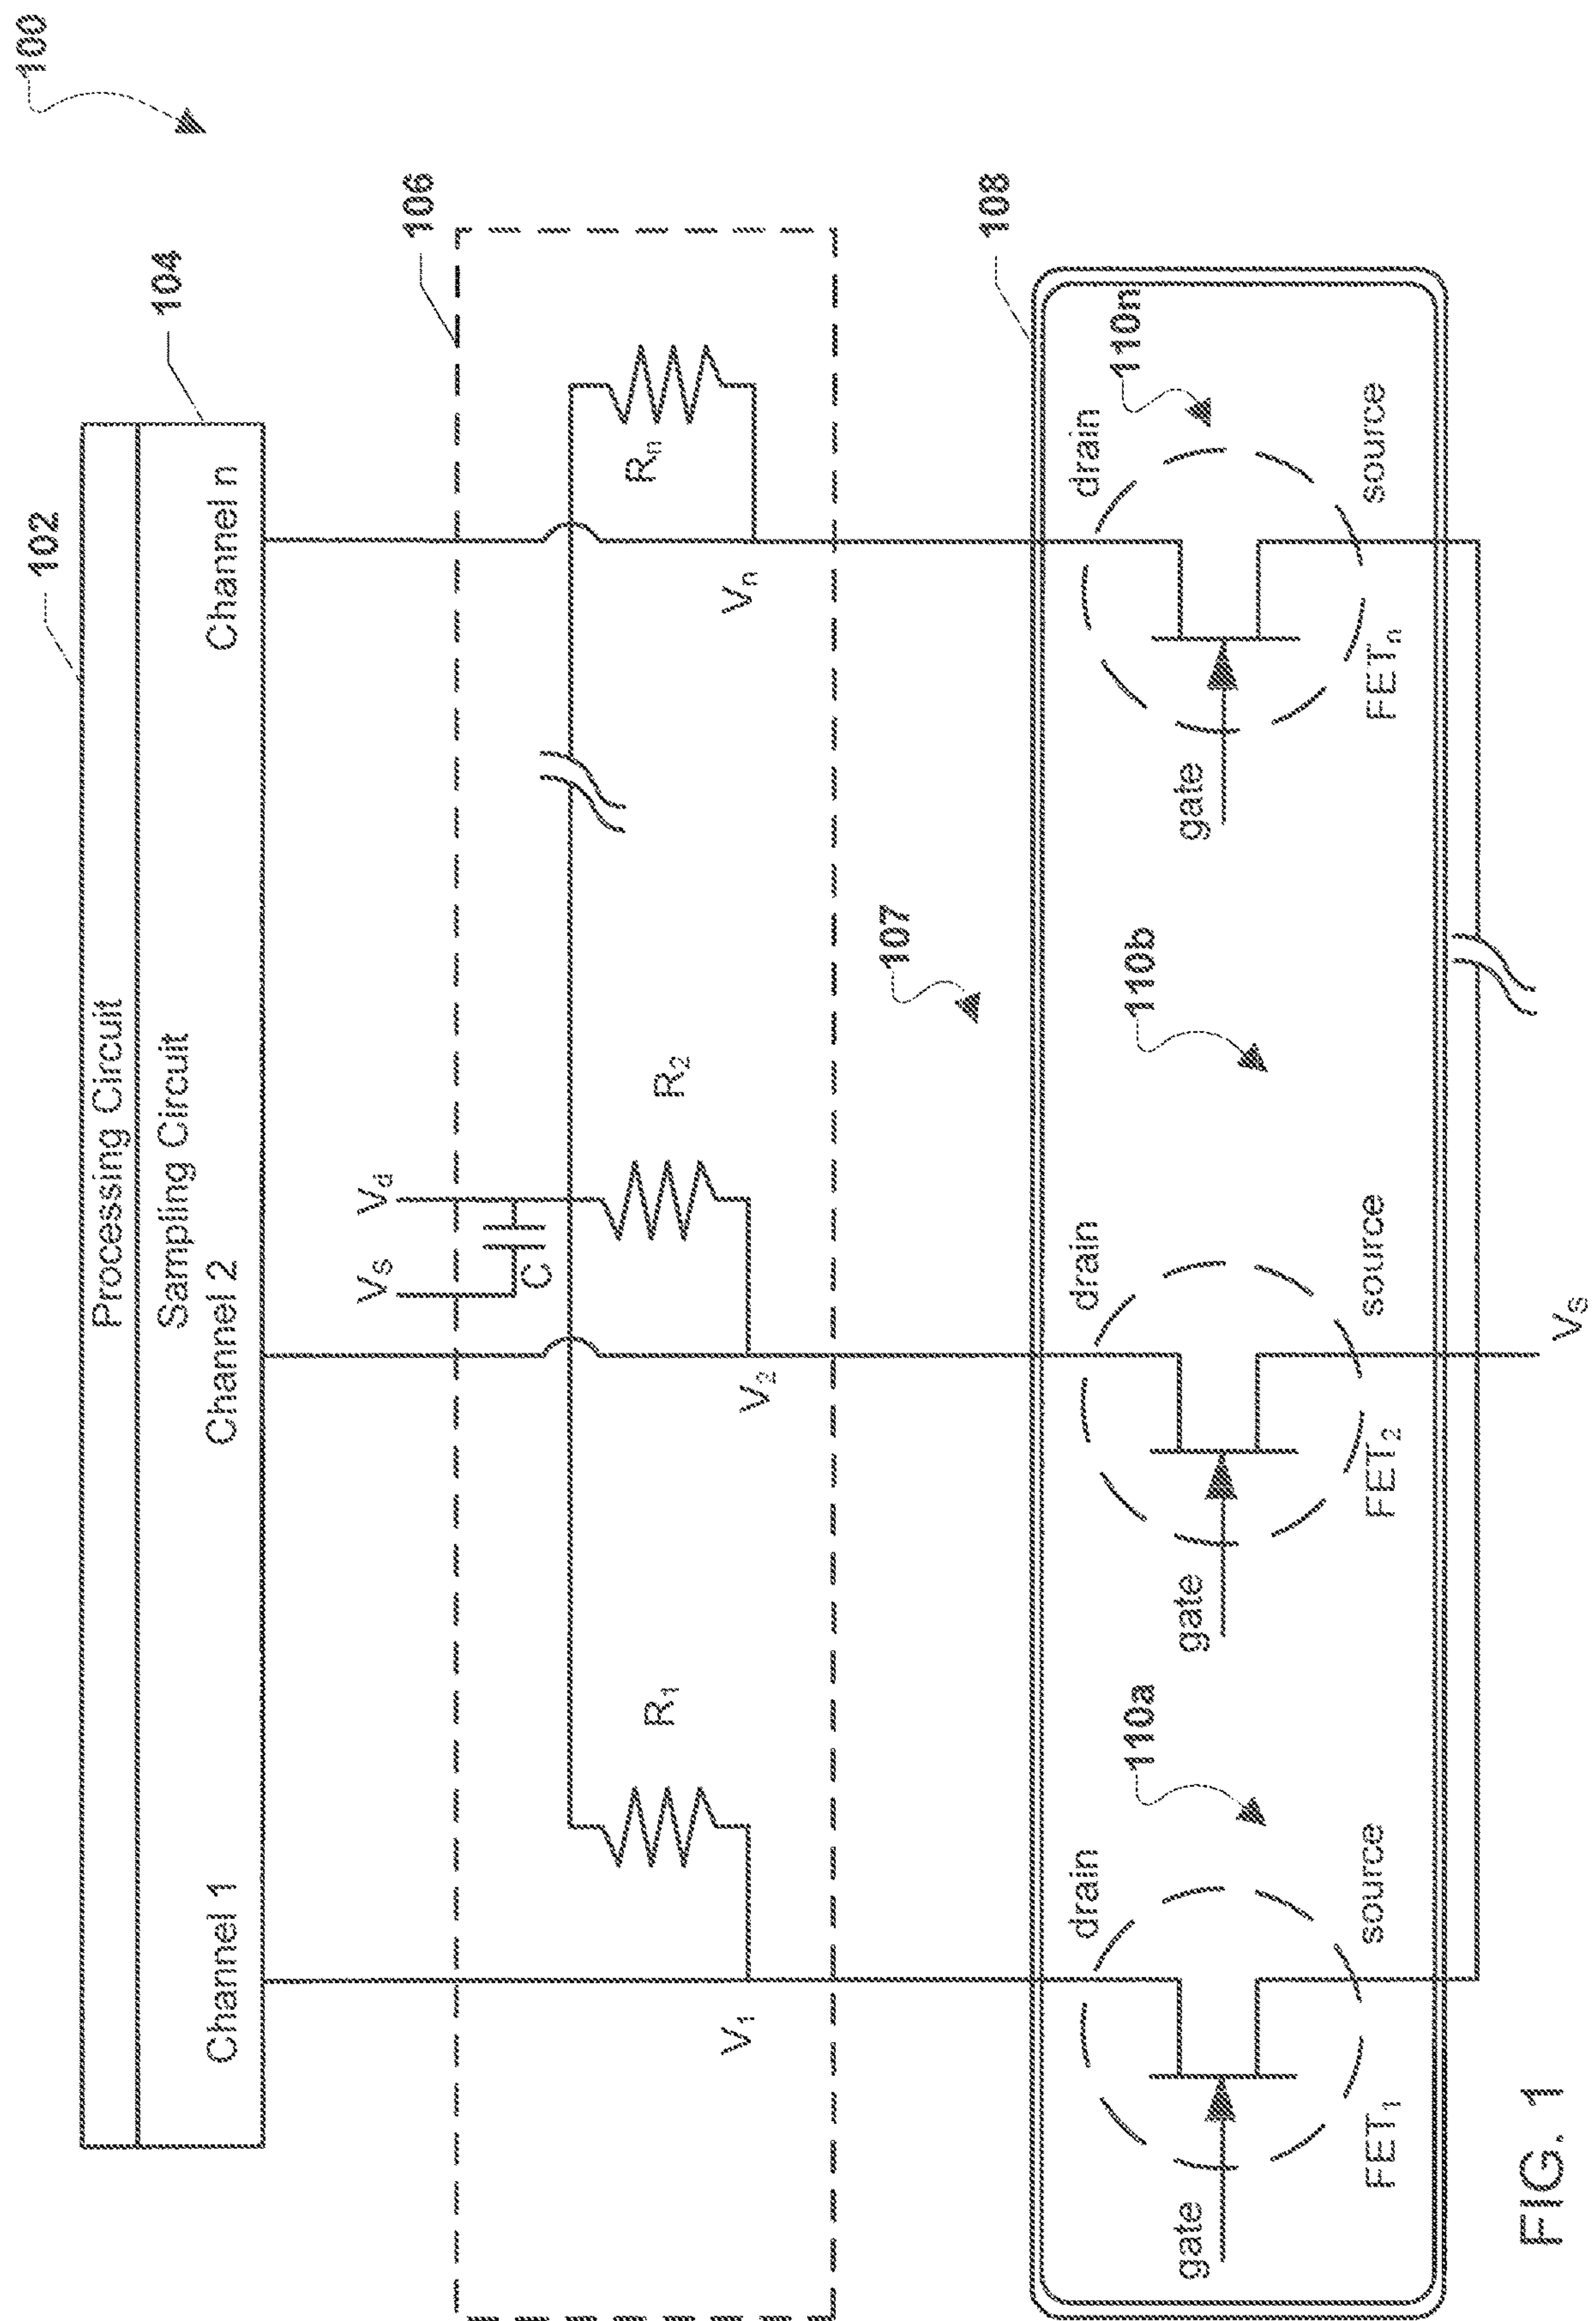 100
102
Processing Circuit
104
Sampling Circuit
Channel 1
Channel 2
Channel n
106
VS
Vd
C
R1
R2
Rn
V1
V2
Vn
107
108
110a
110b
110n
drain
drain
drain
gate
gate
gate
source
source
source
FET1
FET2
FETn
VS
FIG. 1